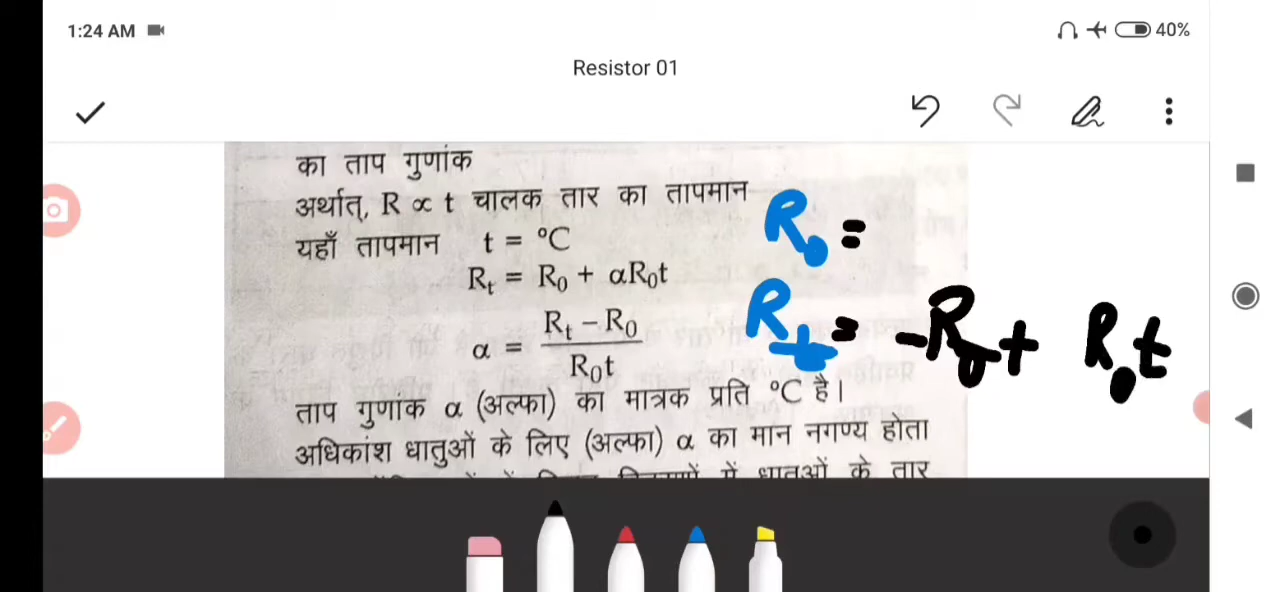 1:24 AM 40%
Resistor 01
का ताप गुणांक
अर्थात्, R ∝ t चालक तार का तापमान
यहाँ तापमान t = °C
R₀ =
Rₜ = R₀ + αR₀t
α = Rₜ – R₀ / R₀t
Rₜ = -R₀ + R₀t
ताप गुणांक α (अल्फा) का मात्रक प्रति °C है।
अधिकांश धातुओं के लिए (अल्फा) α का मान नगण्य होता
में धातुओं के तार